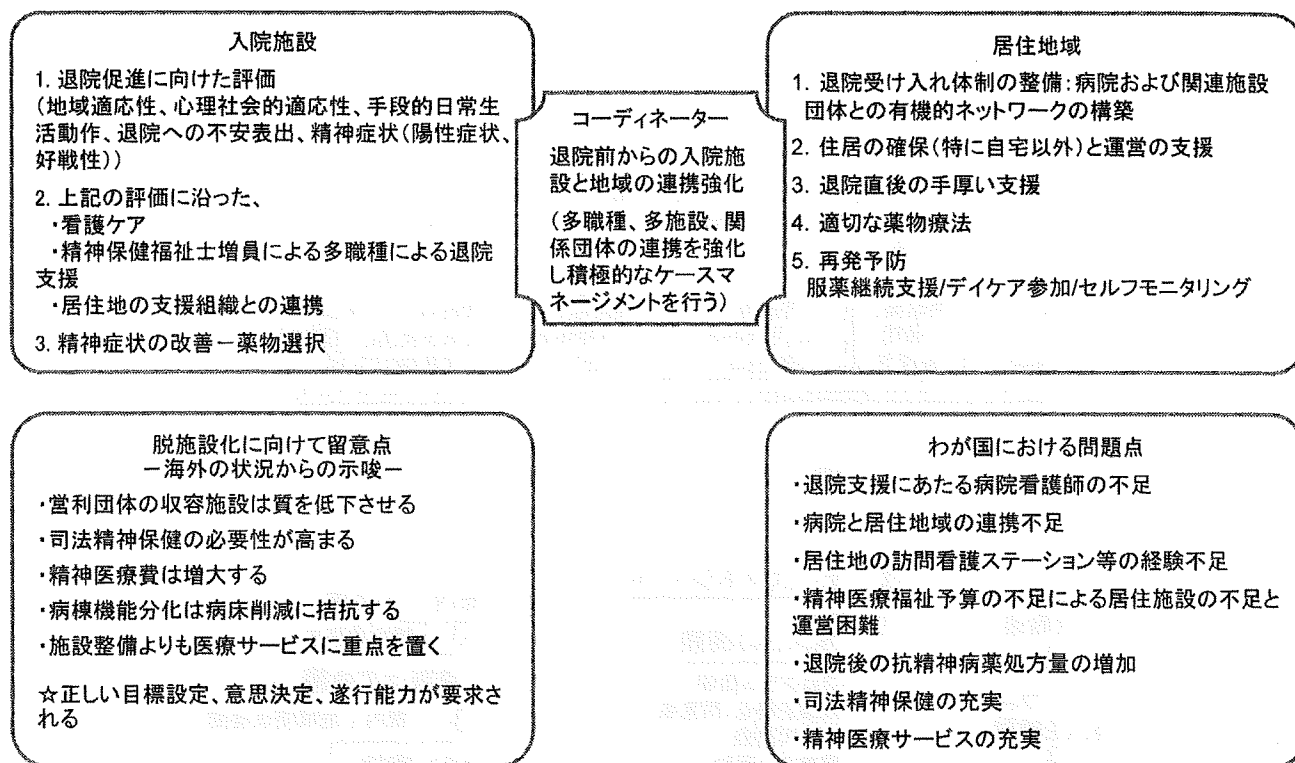 入院施設
1. 退院促進に向けた評価
(地域適応性、心理社会的適応性、手段的日常生
活動作、退院への不安表出、精神症状(陽性症状、
好戦性))
2. 上記の評価に沿った、
・看護ケア
・精神保健福祉士増員による多職種による退院
支援
・居住地の支援組織との連携
3. 精神症状の改善－薬物選択
コーディネーター
退院前からの入院施
設と地域の連携強化
(多職種、多施設、関
係団体の連携を強化
し積極的なケースマ
ネージメントを行う)
居住地域
1. 退院受け入れ体制の整備：病院および関連施設
団体との有機的ネットワークの構築
2. 住居の確保(特に自宅以外)と運営の支援
3. 退院直後の手厚い支援
4. 適切な薬物療法
5. 再発予防
服薬継続支援/デイケア参加/セルフモニタリング
脱施設化に向けて留意点
－海外の状況からの示唆－
・営利団体の収容施設は質を低下させる
・司法精神保健の必要性が高まる
・精神医療費は増大する
・病棟機能分化は病床削減に拮抗する
・施設整備よりも医療サービスに重点を置く
☆正しい目標設定、意思決定、遂行能力が要求さ
れる
わが国における問題点
・退院支援にあたる病院看護師の不足
・病院と居住地域の連携不足
・居住地の訪問看護ステーション等の経験不足
・精神医療福祉予算の不足による居住施設の不足と
運営困難
・退院後の抗精神病薬処方量の増加
・司法精神保健の充実
・精神医療サービスの充実